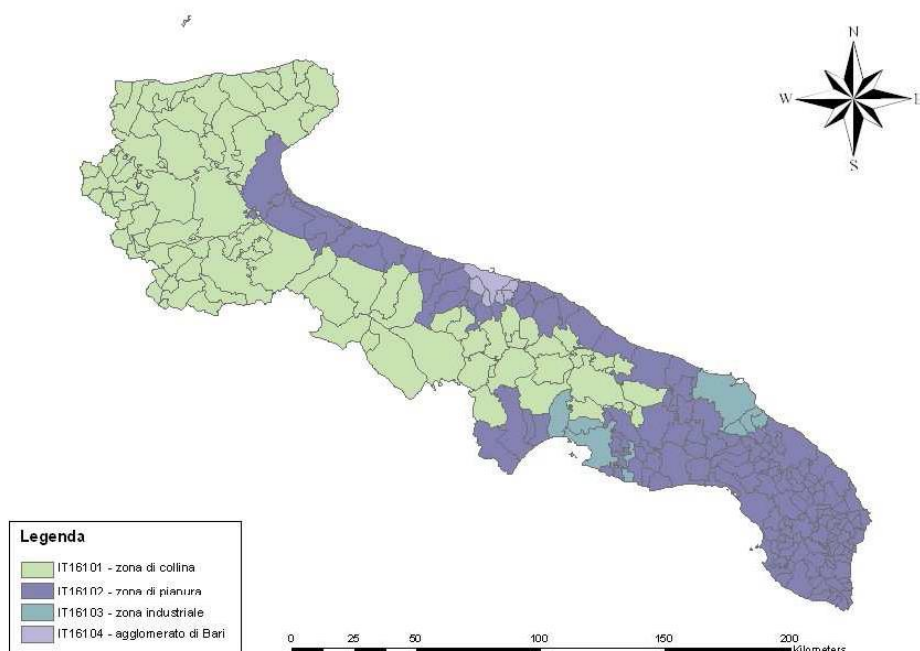 N
W E
S
Legenda
IT16101 - zona di collina
IT16102 - zona di pianura
IT16103 - zona industriale
IT16104 - agglomerato di Bari
0 25 50 100 150 200
Kilometers